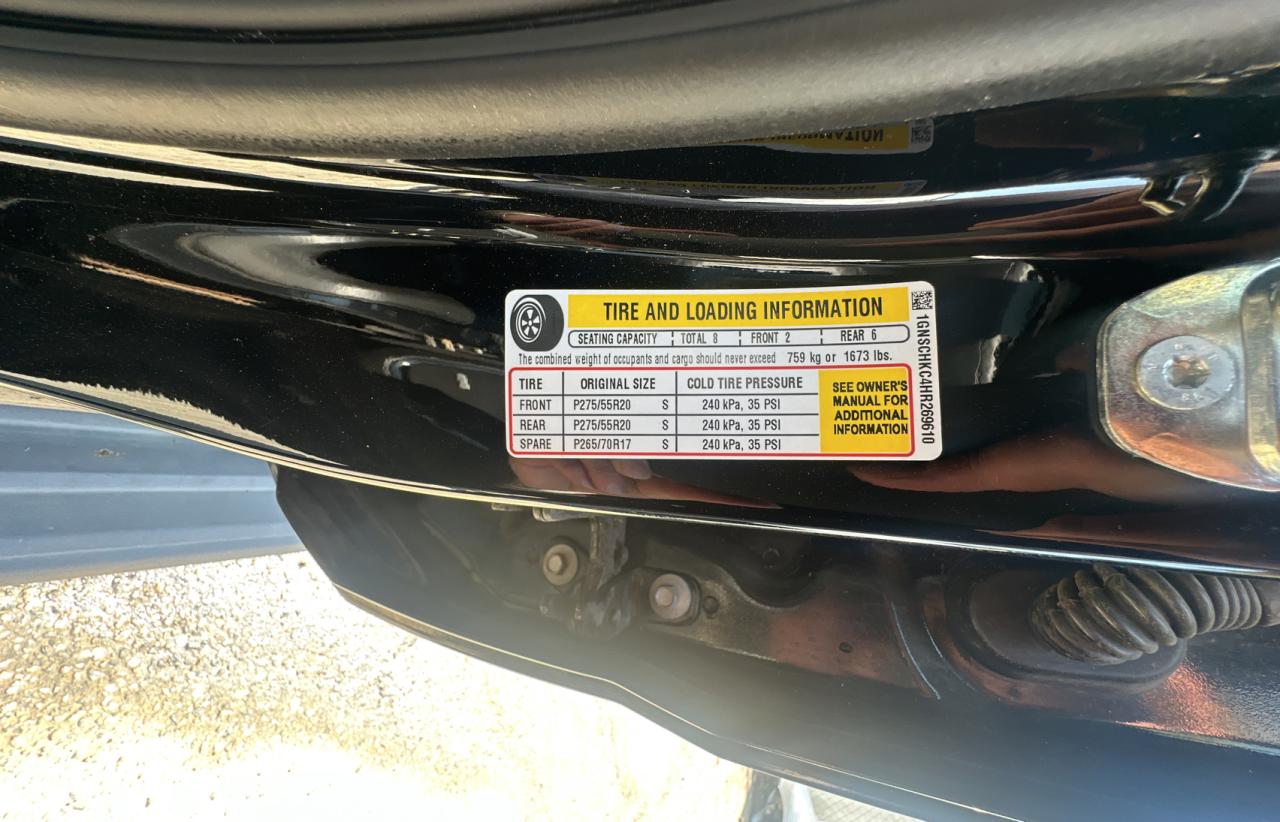 TIRE AND LOADING INFORMATION
SEATING CAPACITY TOTAL 8 FRONT 2 REAR 6
The combined weight of occupants and cargo should never exceed 759 kg or 1673 lbs.
TIRE ORIGINAL SIZE COLD TIRE PRESSURE
FRONT P275/55R20 S 240 kPa, 35 PSI
REAR P275/55R20 S 240 kPa, 35 PSI
SPARE P265/70R17 S 240 kPa, 35 PSI
SEE OWNER'S
MANUAL FOR
ADDITIONAL
INFORMATION
1GNSCHKC4HR269610